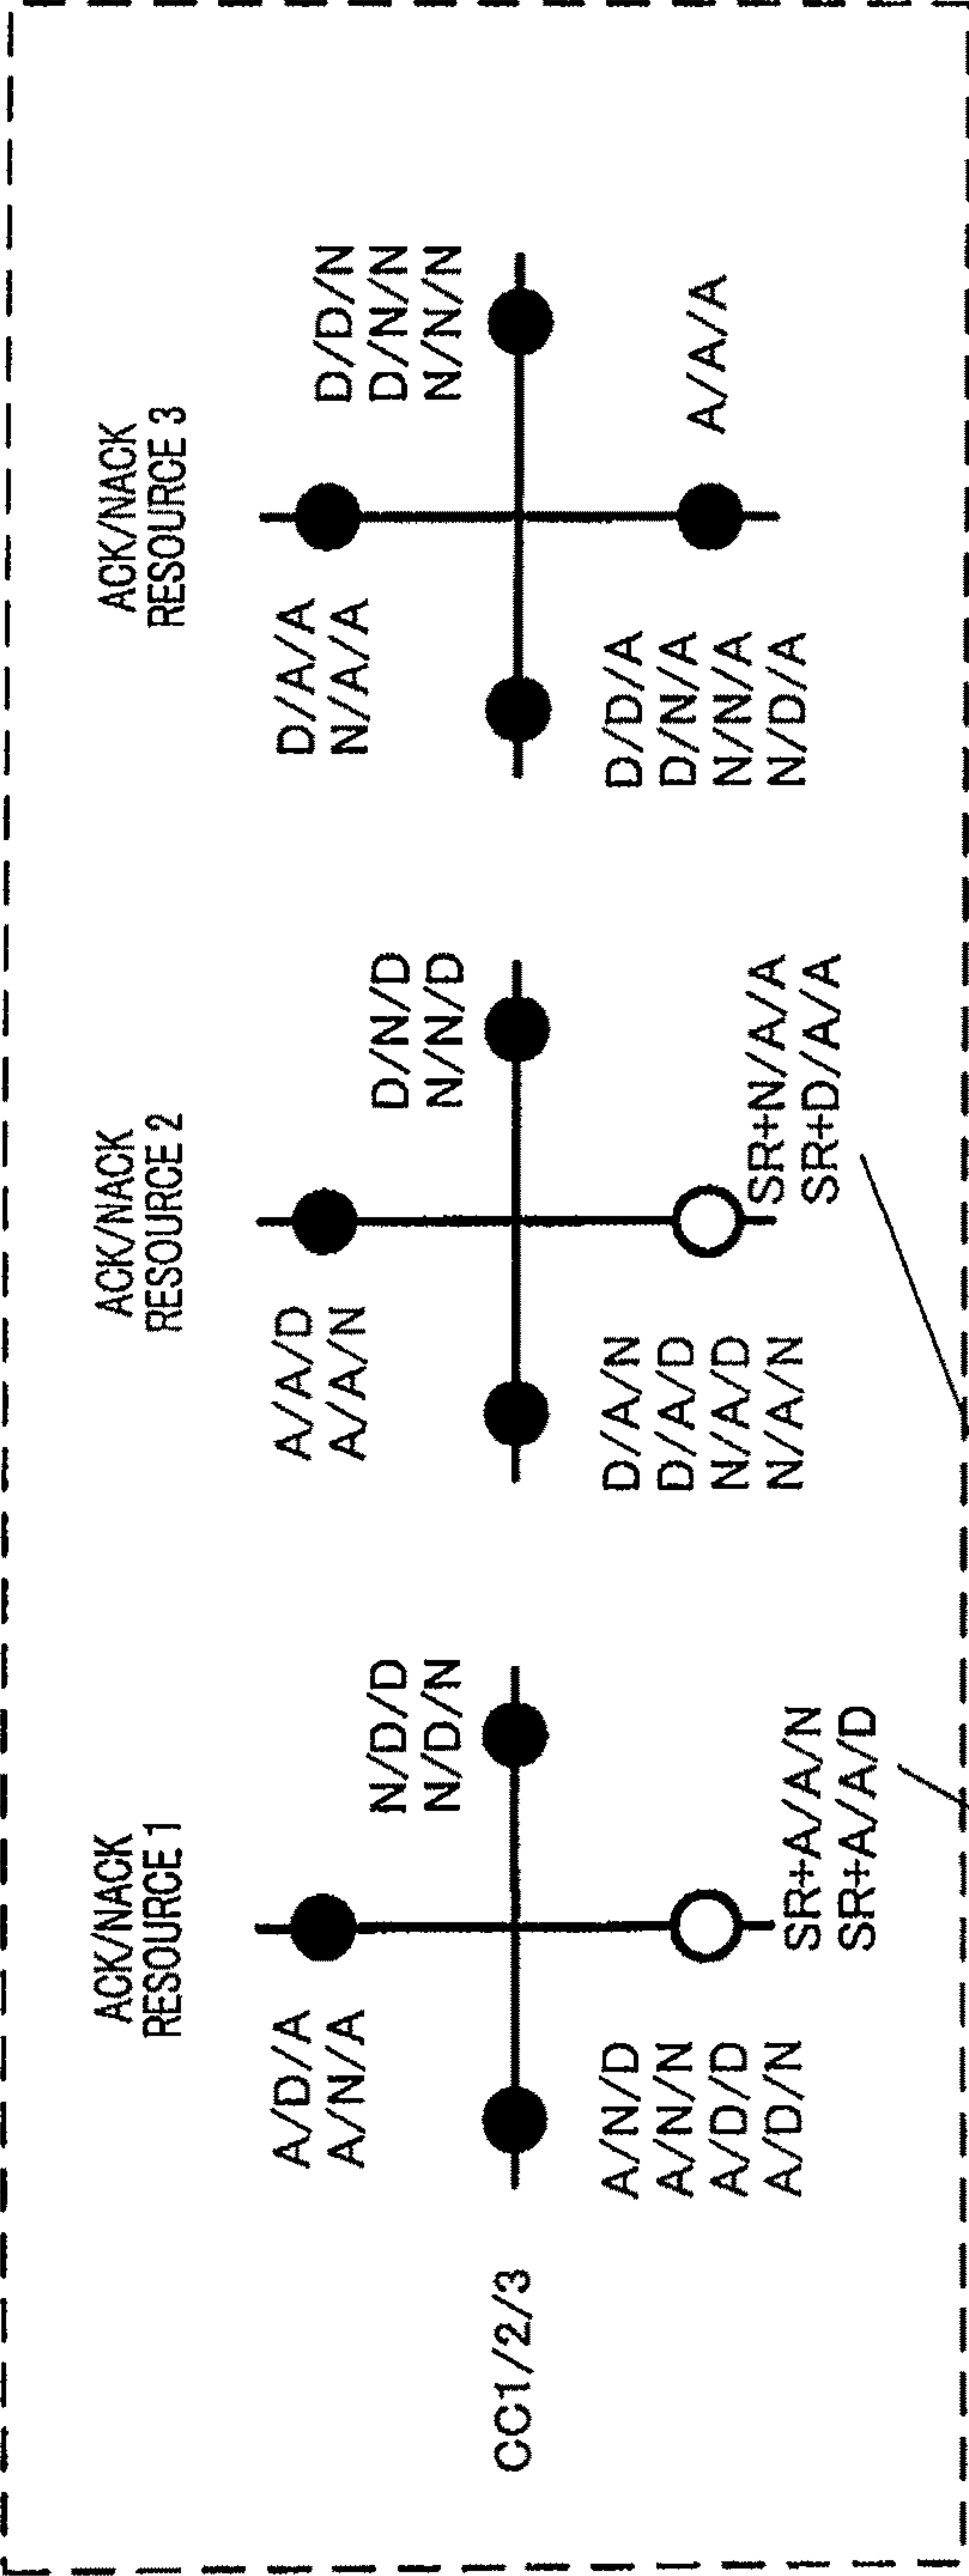 ACK/NACK
RESOURCE 1
A/D/A
A/N/A
N/D/D
N/D/N
CC1/2/3
A/N/D
A/N/N
A/D/D
A/D/N
SR+A/A/N
SR+A/A/D
ACK/NACK
RESOURCE 2
A/A/D
A/A/N
D/N/D
N/N/D
D/A/N
D/A/D
N/A/D
N/A/N
SR+N/A/A
SR+D/A/A
ACK/NACK
RESOURCE 3
D/A/A
N/A/A
D/D/N
D/N/N
N/N/N
D/D/A
D/N/A
N/N/A
N/D/A
A/A/A